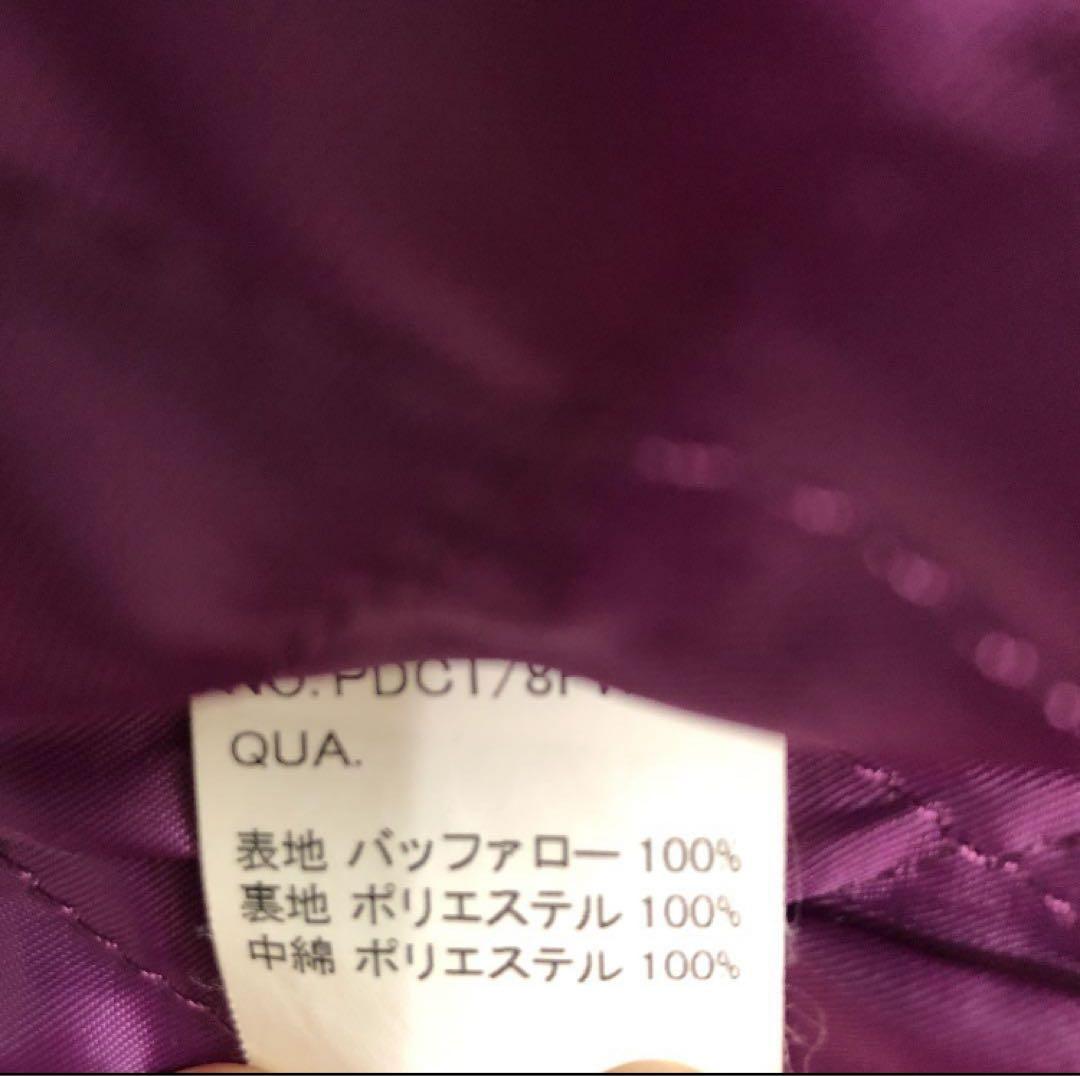 QUA.
表地 バッファロー 100%
裏地 ポリエステル 100%
中綿 ポリエステル 100%